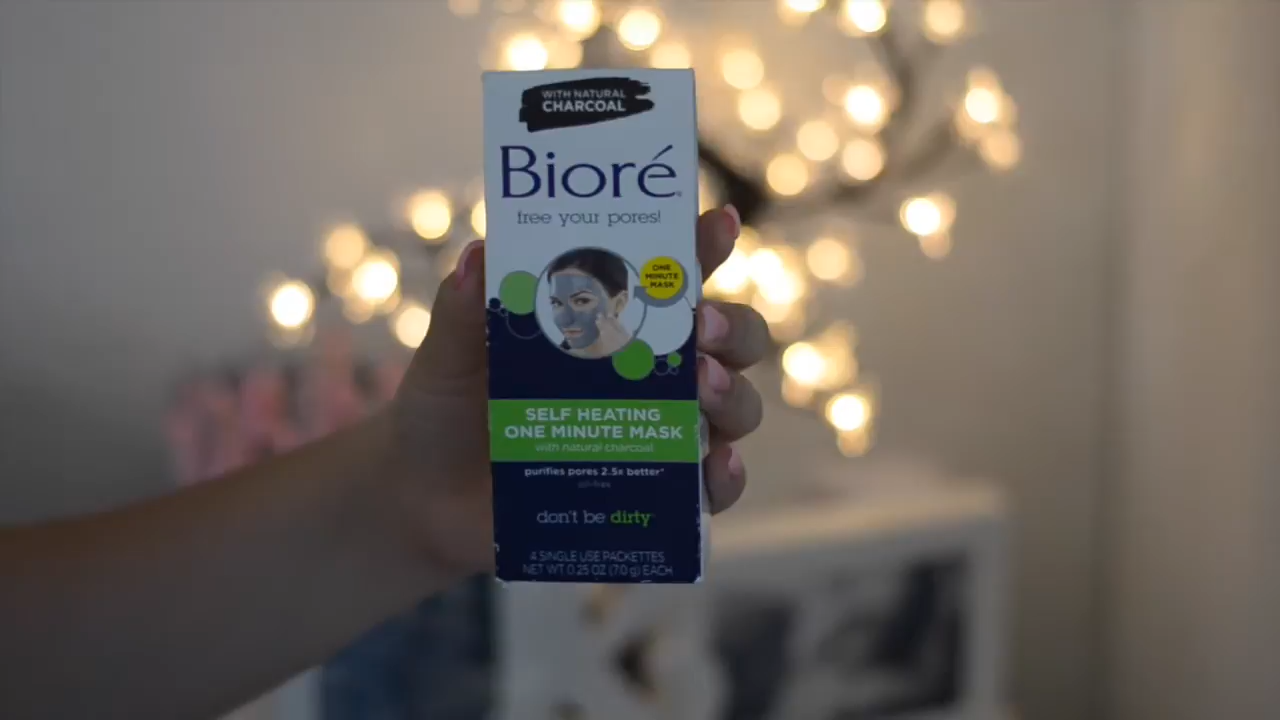 WITH NATURAL
CHARCOAL
Bioré
free your pores!
ONE
MINUTE
MASK
SELF HEATING
ONE MINUTE MASK
with natural charcoal
purifies pores 2.5x better*
oil-free
don't be dirty
4 SINGLE USE PACKETTES
NET WT 0.25 OZ (7.0 g) EACH